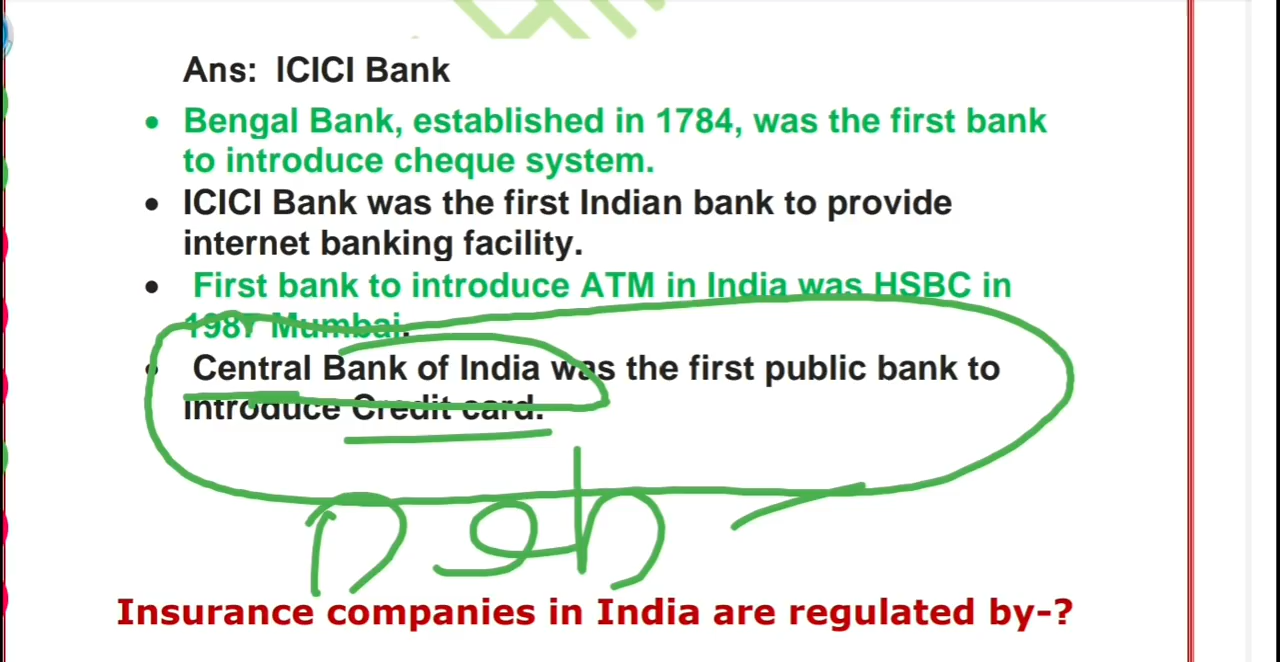 Ans: ICICI Bank
• Bengal Bank, established in 1784, was the first bank
to introduce cheque system.
• ICICI Bank was the first Indian bank to provide
internet banking facility.
• First bank to introduce ATM in India was HSBC in
1987 Mumbai.
• Central Bank of India was the first public bank to
introduce Credit card.
Insurance companies in India are regulated by-?